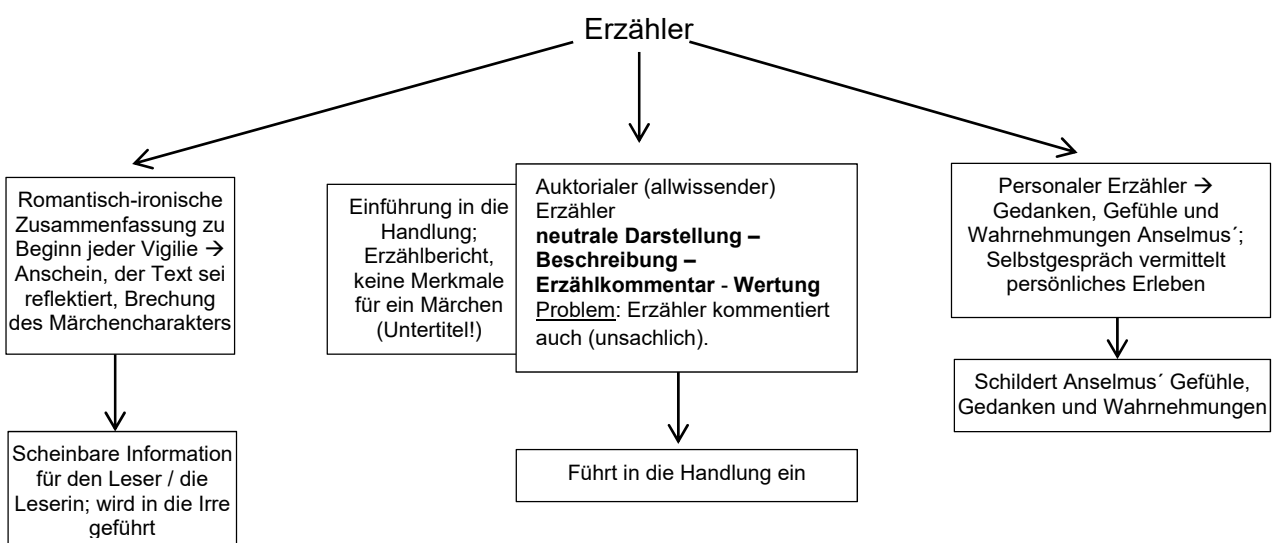 Erzähler
Romantisch-ironische
Zusammenfassung zu
Beginn jeder Vigilie →
Anschein, der Text sei
reflektiert, Brechung
des Märchencharakters
Scheinbare Information
für den Leser / die
Leserin; wird in die Irre
geführt
Einführung in die
Handlung;
Erzählbericht,
keine Merkmale
für ein Märchen
(Untertitel!)
Auktorialer (allwissender)
Erzähler
neutrale Darstellung –
Beschreibung –
Erzählkommentar - Wertung
Problem: Erzähler kommentiert
auch (unsachlich).
Führt in die Handlung ein
Personaler Erzähler →
Gedanken, Gefühle und
Wahrnehmungen Anselmus´;
Selbstgespräch vermittelt
persönliches Erleben
Schildert Anselmus´ Gefühle,
Gedanken und Wahrnehmungen